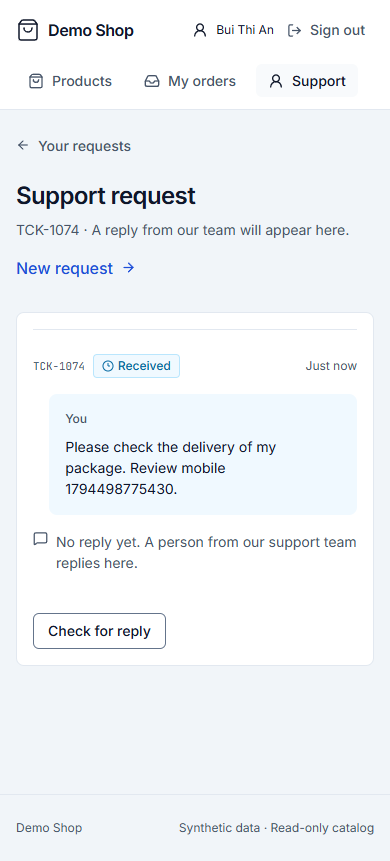 Demo Shop
Bui Thi An
Sign out
Products
My orders
Support
Your requests
Support request
TCK-1074 · A reply from our team will appear here.
New request
TCK-1074
Received
Just now
You
Please check the delivery of my
package. Review mobile
1794498775430.
No reply yet. A person from our support team
replies here.
Check for reply
Demo Shop
Synthetic data · Read-only catalog